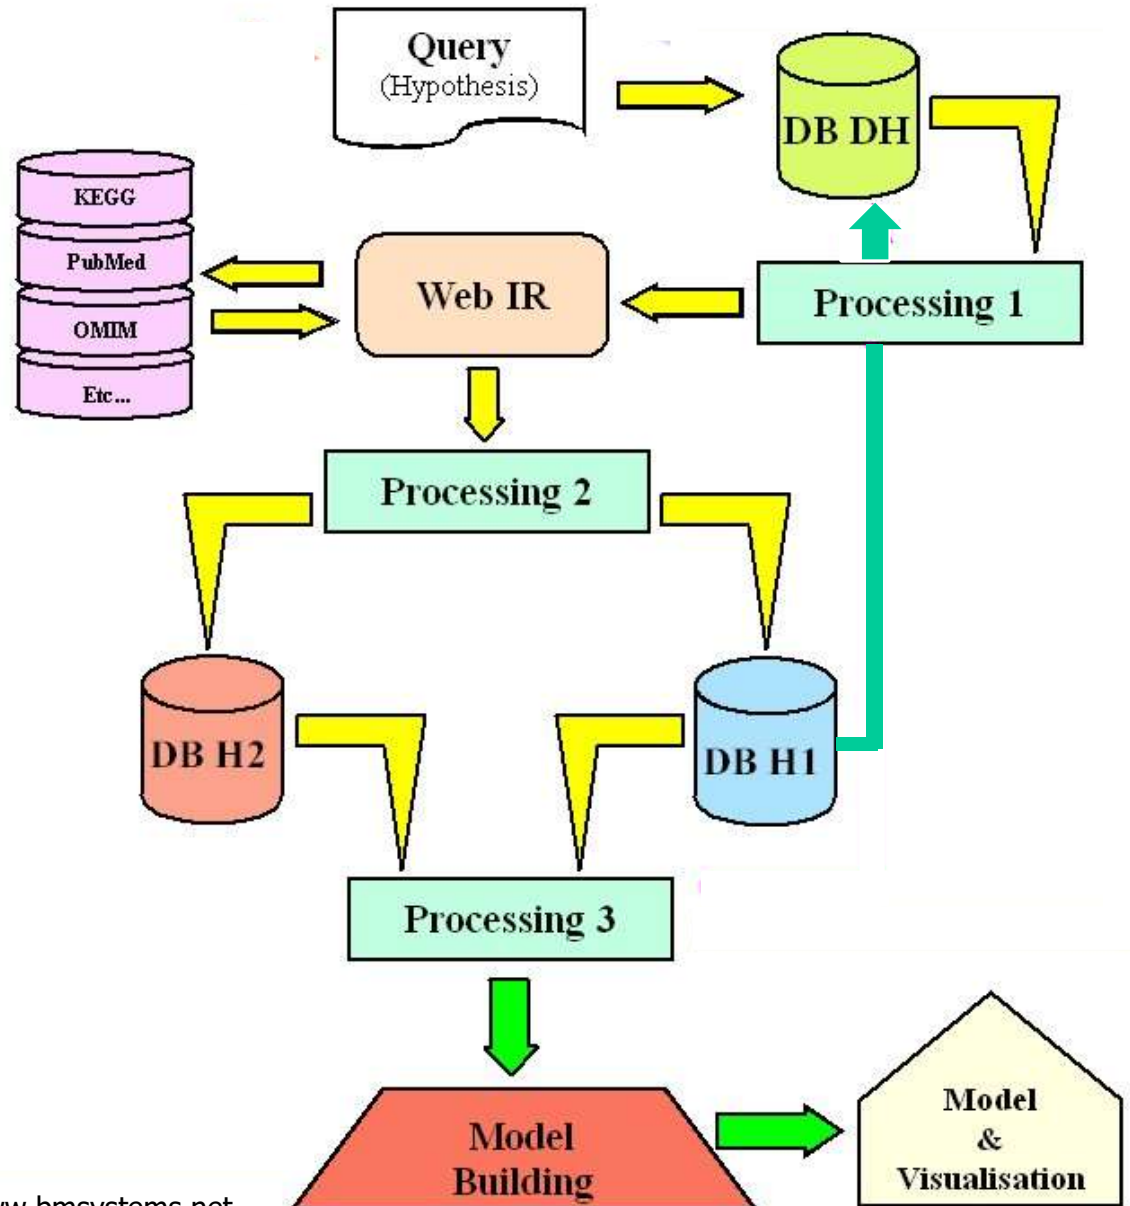 Query
(Hypothesis)
DB DH
KEGG
PubMed
OMIM
Etc...
Web IR
Processing 1
Processing 2
DB H2
DB H1
Processing 3
Model
Building
Model
&
Visualisation